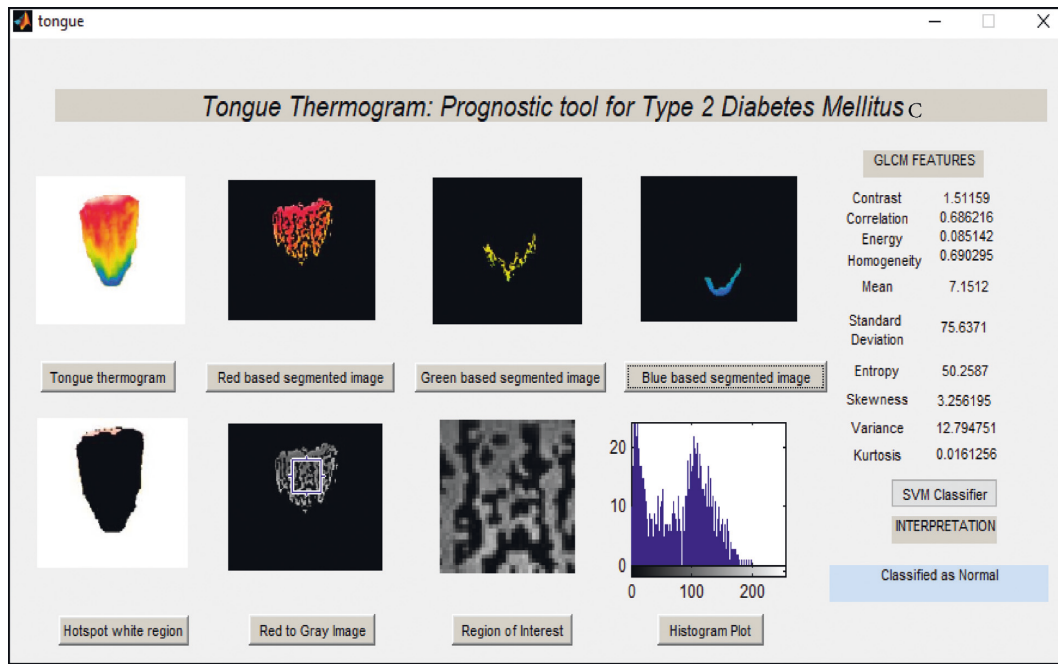 tongue
Tongue Thermogram: Prognostic tool for Type 2 Diabetes Mellitus C
GLCM FEATURES
Contrast 1.51159
Correlation 0.686216
Energy 0.085142
Homogeneity 0.690295
Mean 7.1512
Standard
Deviation 75.6371
Entropy 50.2587
Skewness 3.256195
Variance 12.794751
Kurtosis 0.0161256
SVM Classifier
INTERPRETATION
Classified as Normal
Tongue thermogram
Red based segmented image
Green based segmented image
Blue based segmented image
20
10
0
0 100 200
Hotspot white region
Red to Gray Image
Region of Interest
Histogram Plot